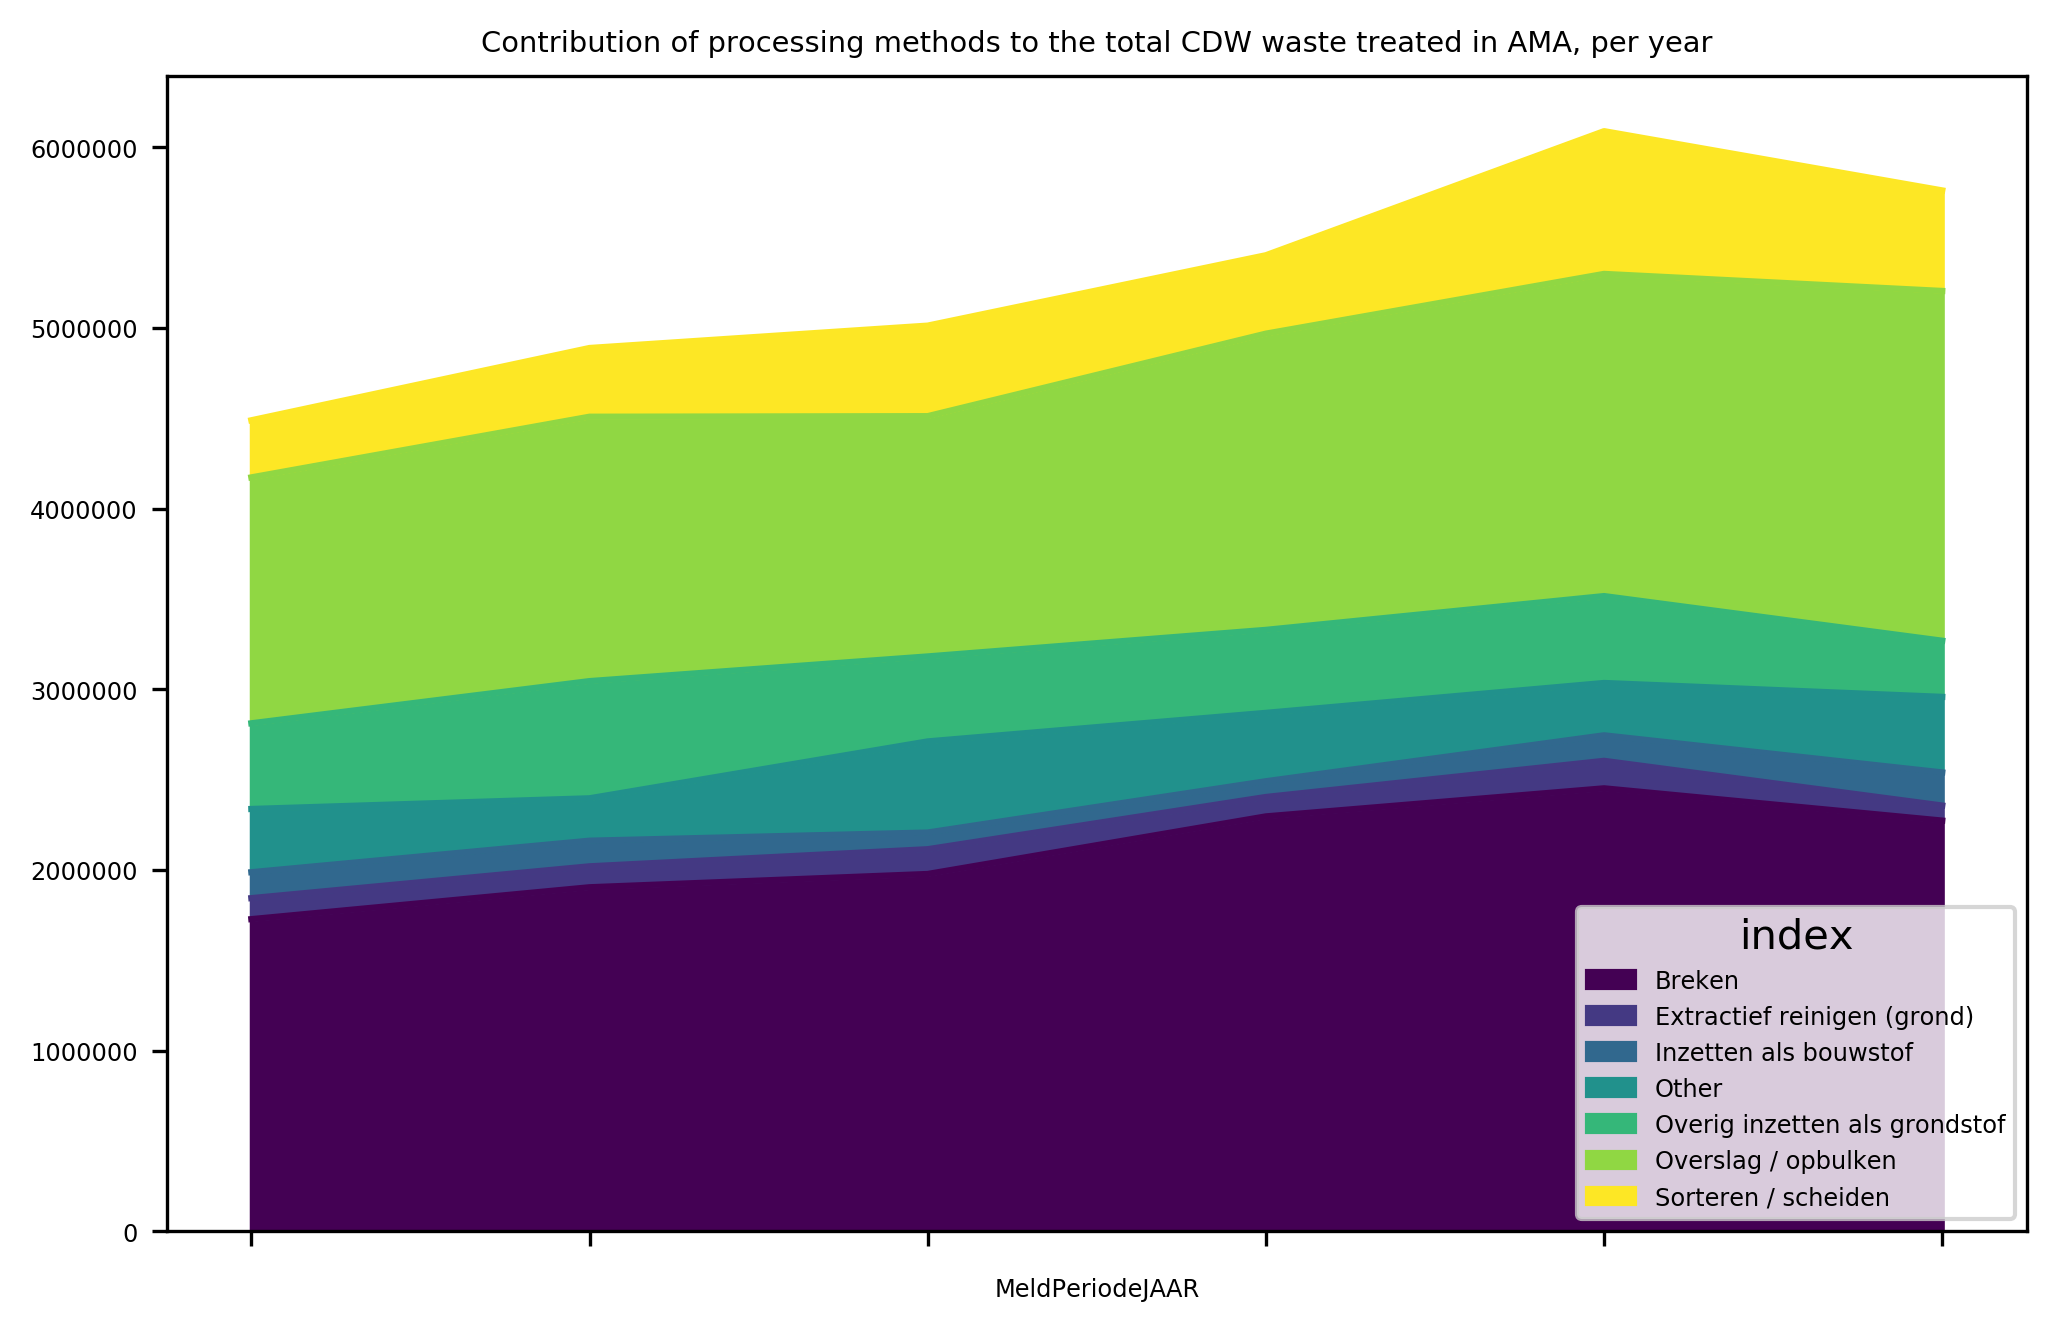 Contribution of processing methods to the total CDW waste treated in AMA, per year
6000000
5000000
4000000
3000000
2000000
1000000
0
index
Breken
Extractief reinigen (grond)
Inzetten als bouwstof
Other
Overig inzetten als grondstof
Overslag / opbulken
Sorteren / scheiden
MeldPeriodeJAAR